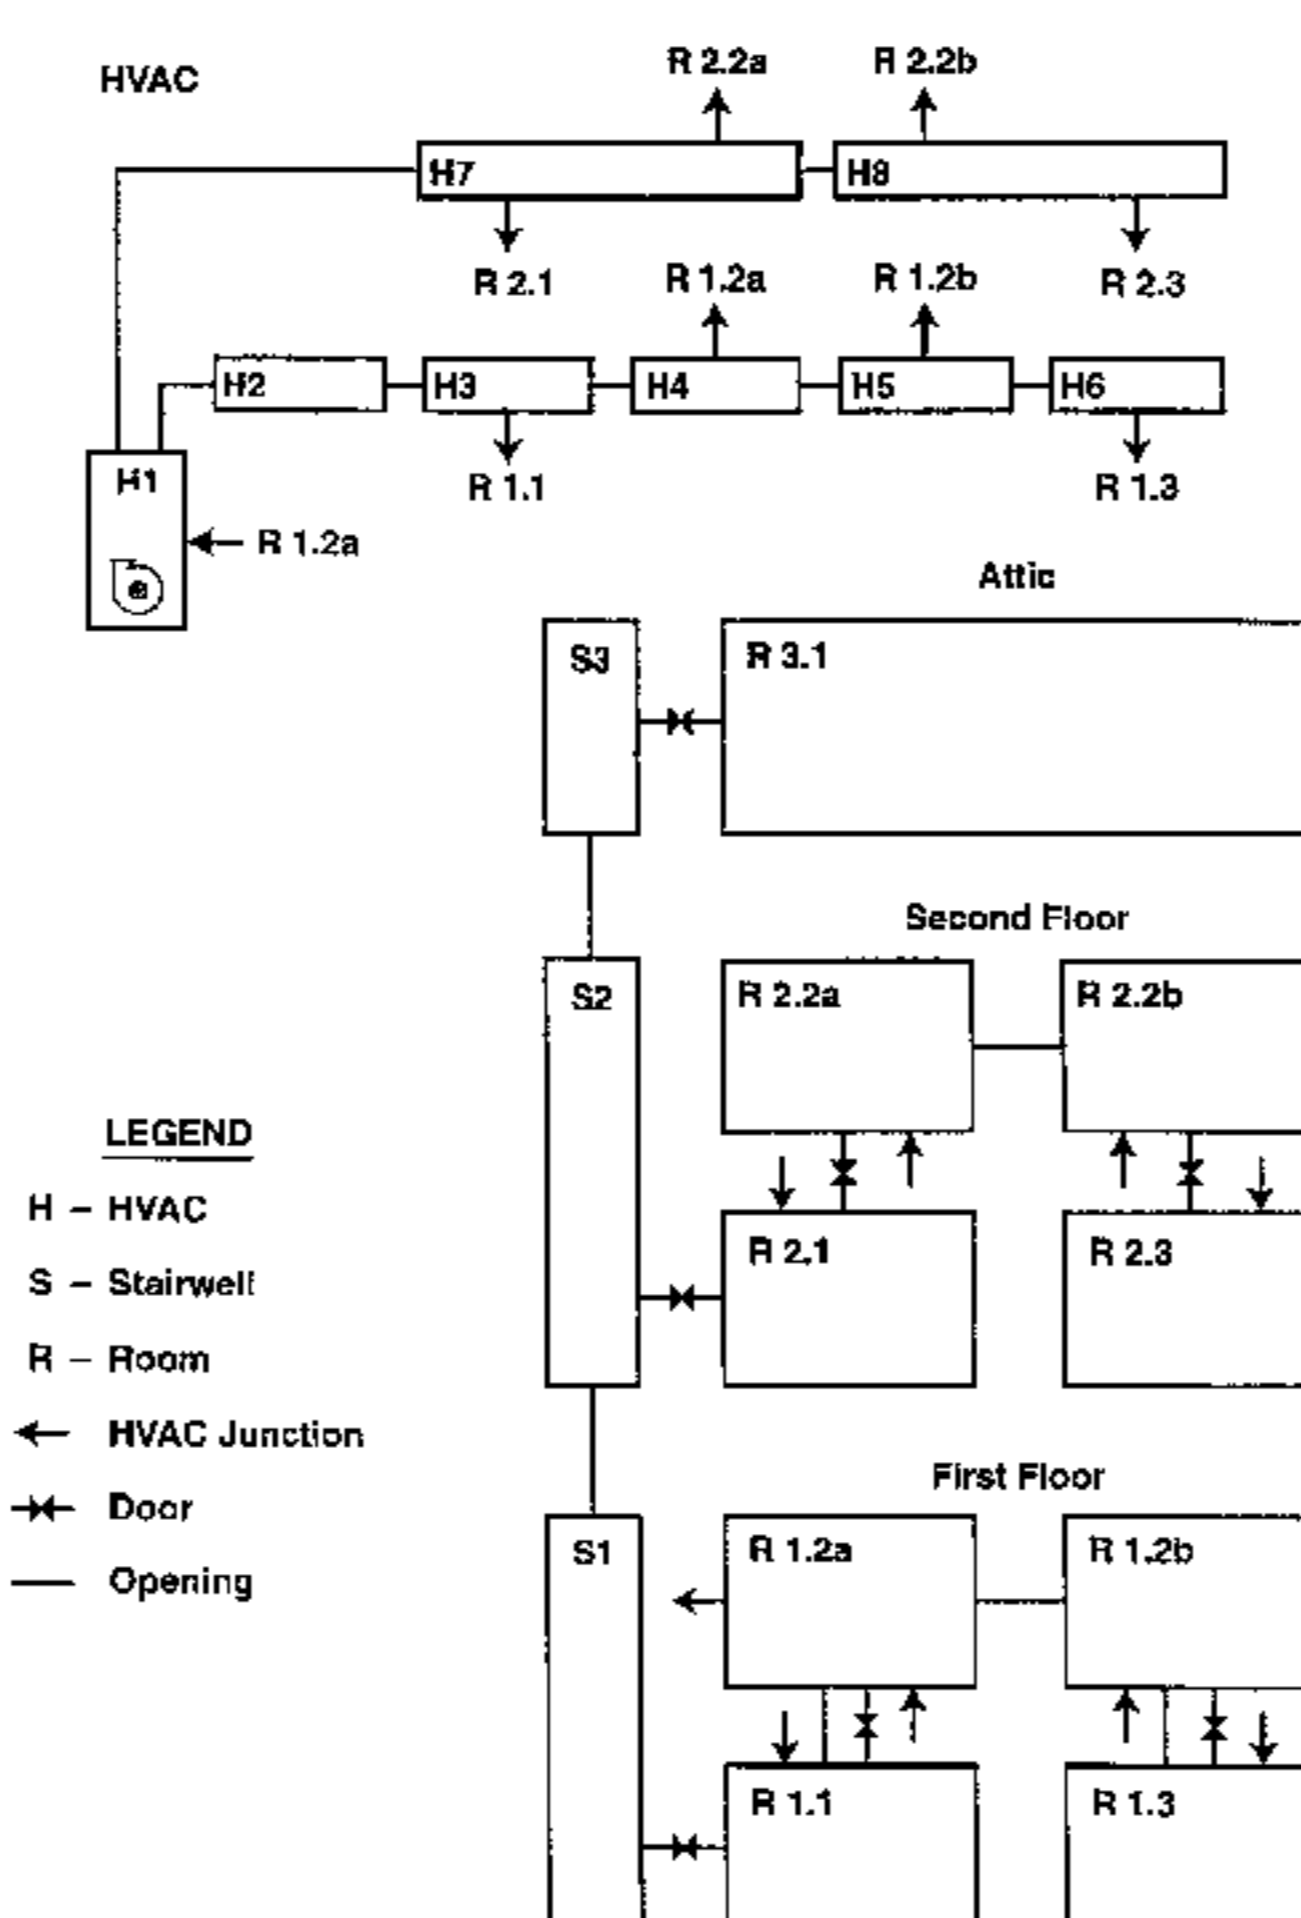 HVAC
R 2.2a
R 2.2b
H7
H8
R 2.1
R 2.3
R 1.2a
R 1.2b
H2
H3
H4
H5
H6
R 1.1
R 1.3
H1
R 1.2a
Attic
S3
R 3.1
Second Floor
S2
R 2.2a
R 2.2b
R 2.1
R 2.3
LEGEND
H – HVAC
S – Stairwell
R – Room
HVAC Junction
Door
Opening
First Floor
S1
R 1.2a
R 1.2b
R 1.1
R 1.3